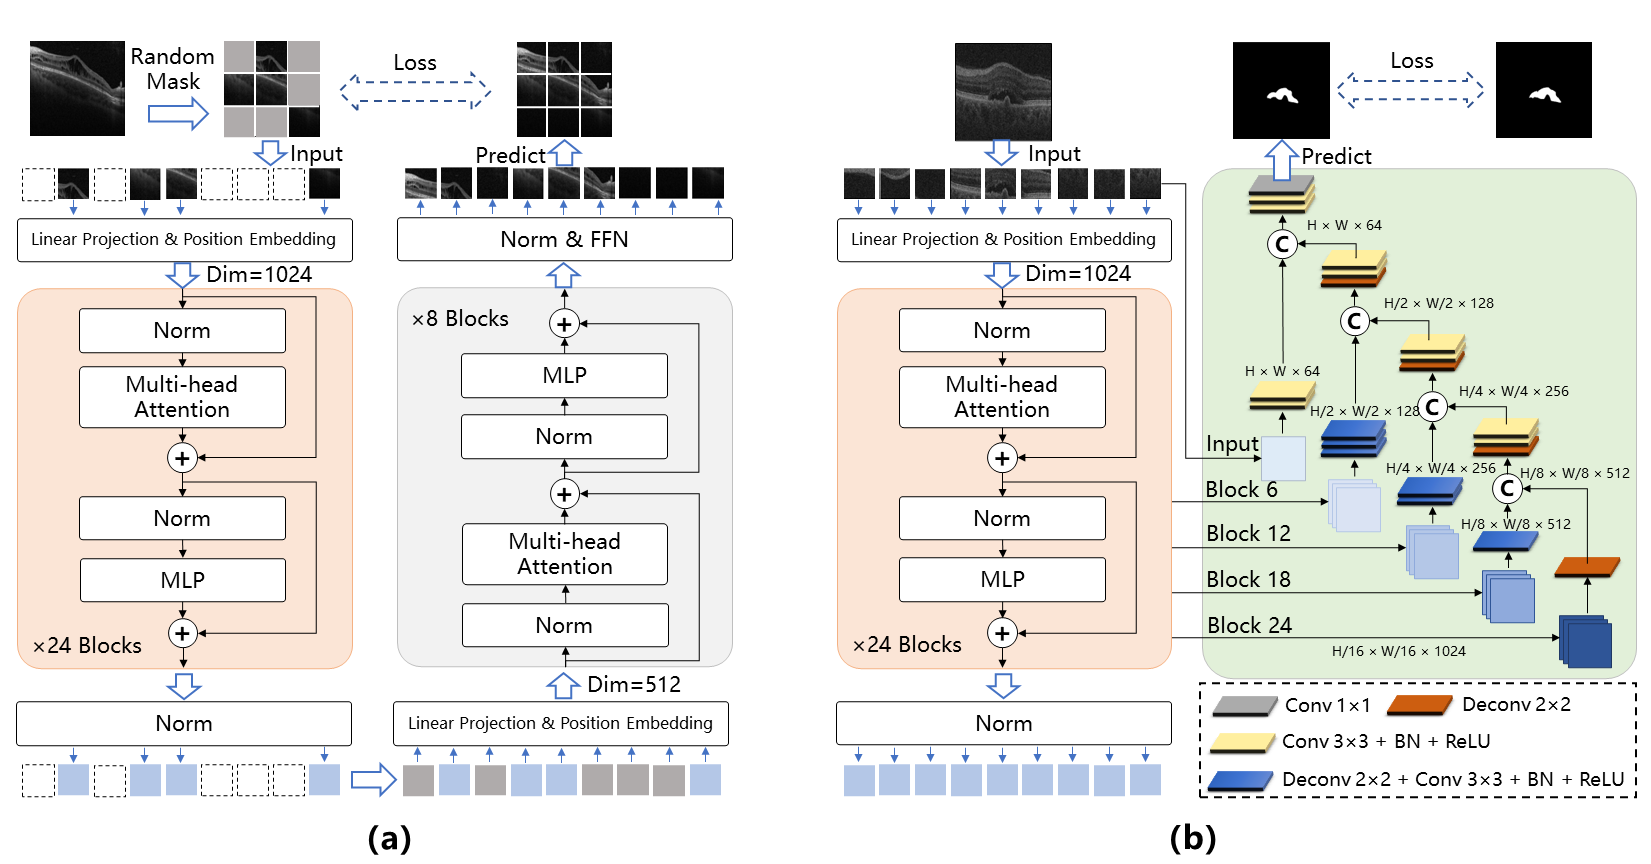 Random
Mask
Loss
Input
Predict
Linear Projection & Position Embedding
Norm & FFN
Dim=1024
Norm
Multi-head
Attention
+
Norm
MLP
+
×24 Blocks
Norm
×8 Blocks
+
MLP
Norm
+
Multi-head
Attention
Norm
Dim=512
Linear Projection & Position Embedding
(a)
Input
Linear Projection & Position Embedding
Dim=1024
Norm
Multi-head
Attention
+
Norm
MLP
+
×24 Blocks
Norm
Loss
Predict
H × W × 64
C
H/2 × W/2 × 128
C
H × W × 64
H/4 × W/4 × 256
H/2 × W/2 × 128
C
Input
H/4 × W/4 × 256
H/8 × W/8 × 512
Block 6
C
H/8 × W/8 × 512
Block 12
Block 18
Block 24
H/16 × W/16 × 1024
Conv 1×1
Deconv 2×2
Conv 3×3 + BN + ReLU
Deconv 2×2 + Conv 3×3 + BN + ReLU
(b)